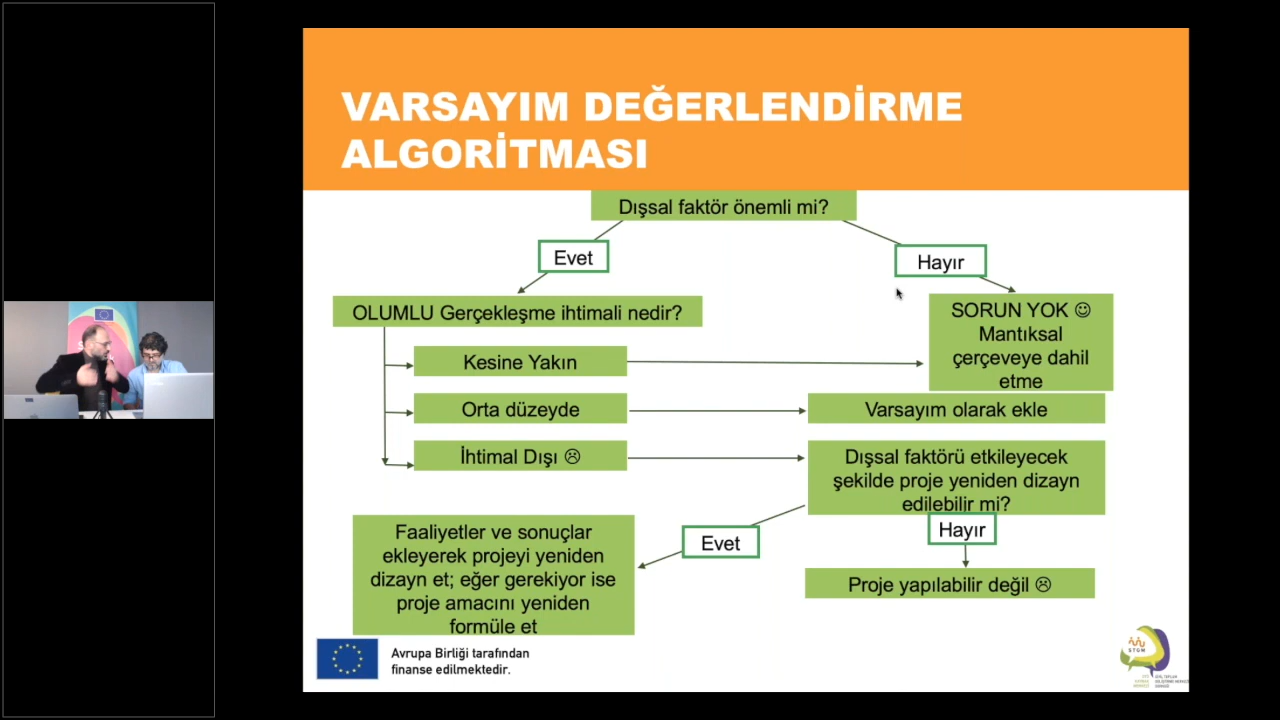 VARSAYIM DEĞERLENDİRME
ALGORİTMASI
Dışsal faktör önemli mi?
Evet
Hayır
OLUMLU Gerçekleşme ihtimali nedir?
SORUN YOK ☺
Mantıksal
çerçeveye dahil
etme
Kesine Yakın
Orta düzeyde
Varsayım olarak ekle
İhtimal Dışı ☹
Dışsal faktörü etkileyecek
şekilde proje yeniden dizayn
edilebilir mi?
Evet
Hayır
Faaliyetler ve sonuçlar
ekleyerek projeyi yeniden
dizayn et; eğer gerekiyor ise
proje amacını yeniden
formüle et
Proje yapılabilir değil ☹
Avrupa Birliği tarafından
finanse edilmektedir.
STGM